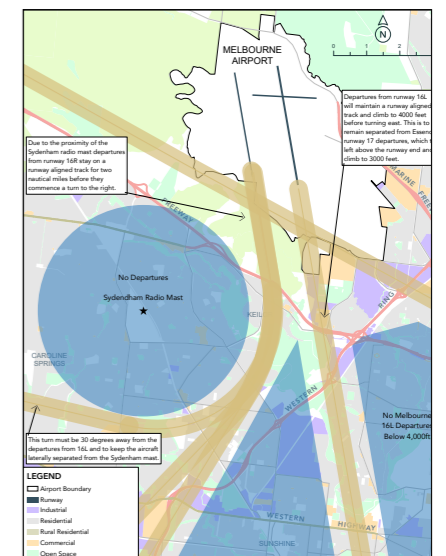 MELBOURNE
AIRPORT
N
0 1 2
Departures from runway 16L
will maintain a runway aligned
track and climb to 4000 feet
before turning east. This is to
remain separated from Essend
runway 17 departures, which t
left above the runway end and
climb to 3000 feet.
Due to the proximity of the
Sydenham radio mast departures
from runway 16R stay on a
runway aligned track for two
nautical miles before they
commence a turn to the right.
FREEWAY
No Departures
Sydendham Radio Mast
KEIL
RING
CAROLINE
SPRINGS
WESTERN
No Melbourne
16L Departures
Below 4,000ft
This turn must be 30 degrees away from the
departures from 16L and to keep the aircraft
laterally separated from the Sydenham mast.
LEGEND
Airport Boundary
Runway
Industrial
Residential
Rural Residential
Commercial
Open Space
WESTERN HIGHWAY
SUNSHINE